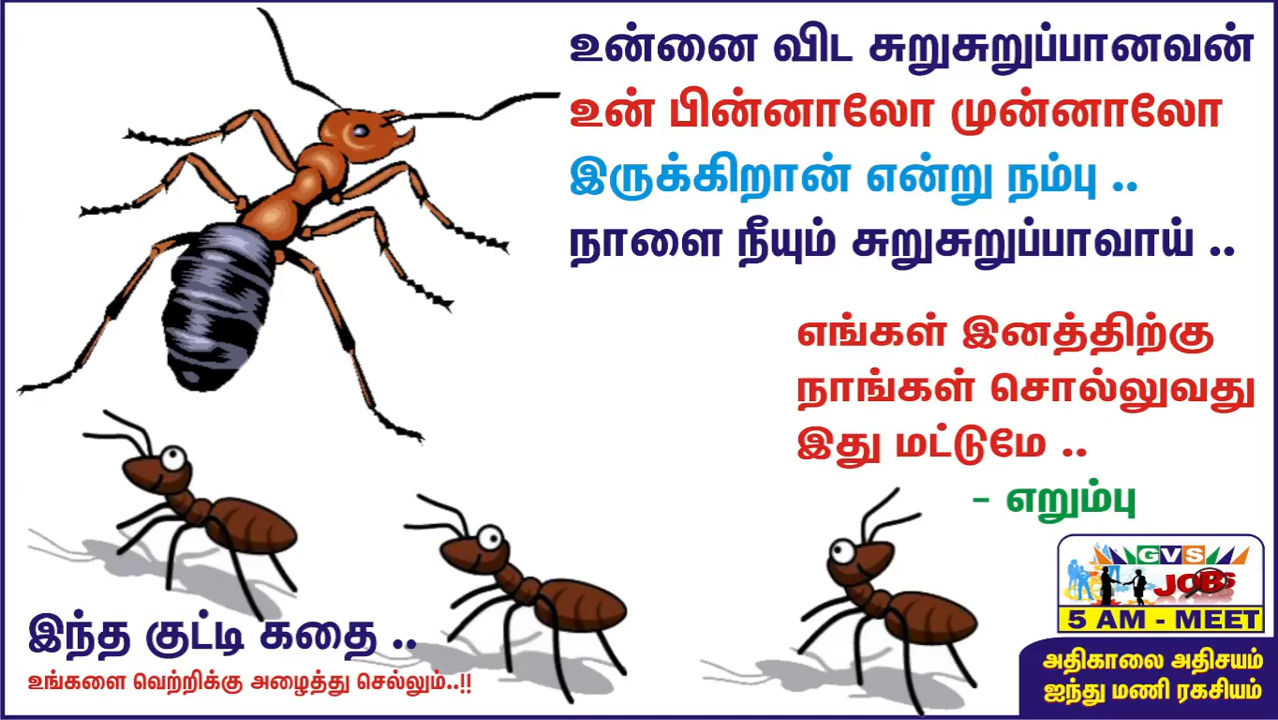 உன்னை விட சுறுசுறுப்பானவன்
உன் பின்னாலோ முன்னாலோ
இருக்கிறான் என்று நம்பு ..
நாளை நீயும் சுறுசுறுப்பாவாய் ..
எங்கள் இனத்திற்கு
நாங்கள் சொல்லுவது
இது மட்டுமே ..
- எறும்பு
GVS
JOBS
5 AM - MEET
இந்த குட்டி கதை ..
உங்களை வெற்றிக்கு அழைத்து செல்லும்..!!
அதிகாலை அதிசயம்
ஐந்து மணி ரகசியம்